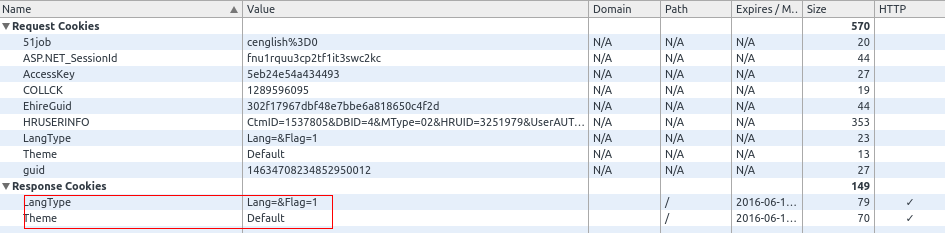 Name Value Domain Path Expires / M... Size HTTP
Request Cookies 570
51job cenglish%3D0 N/A N/A N/A 20
ASP.NET_SessionId fnu1rquu3cp2tf1it3swc2kc N/A N/A N/A 44
AccessKey 5eb24e54a434493 N/A N/A N/A 27
COLLCK 1289596095 N/A N/A N/A 19
EhireGuid 302f17967dbf48e7bbe6a818650c4f2d N/A N/A N/A 44
HRUSERINFO CtmID=1537805&DBID=4&MType=02&HRUID=3251979&UserAUT... N/A N/A N/A 353
LangType Lang=&Flag=1 N/A N/A N/A 23
Theme Default N/A N/A N/A 13
guid 14634708234852950012 N/A N/A N/A 27
Response Cookies 149
LangType Lang=&Flag=1 / 2016-06-1... 79 ✓
Theme Default / 2016-06-1... 70 ✓